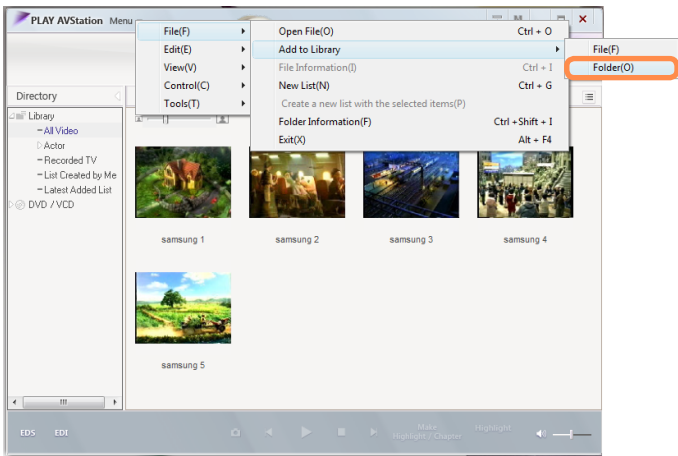 PLAY AVStation Menu
File(F)
Edit(E)
View(V)
Control(C)
Tools(T)
Open File(O) Ctrl + O
Add to Library
File Information(I) Ctrl + I
New List(N) Ctrl + G
Create a new list with the selected items(P)
Folder Information(F) Ctrl +Shift + I
Exit(X) Alt + F4
File(F)
Folder(O)
Directory
Library
All Video
Actor
Recorded TV
List Created by Me
Latest Added List
DVD / VCD
samsung 1
samsung 2
samsung 3
samsung 4
samsung 5
EDS EDI
Make
Highlight / Chapter
Highlight